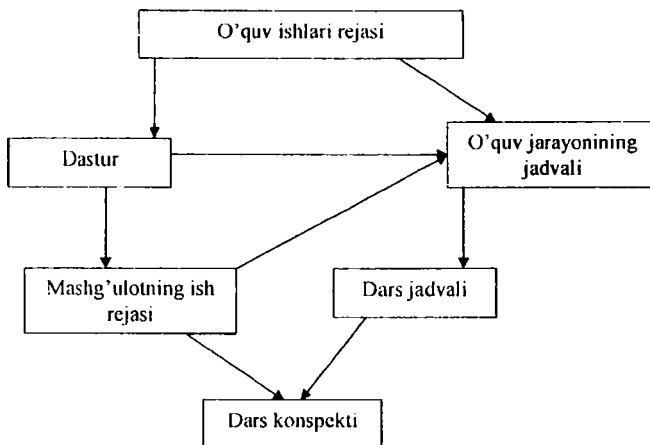 O'quv ishlari rejasi
Dastur
O'quv jarayonining
jadvali
Mashg'ulotning ish
rejasi
Dars jadvali
Dars konspekti